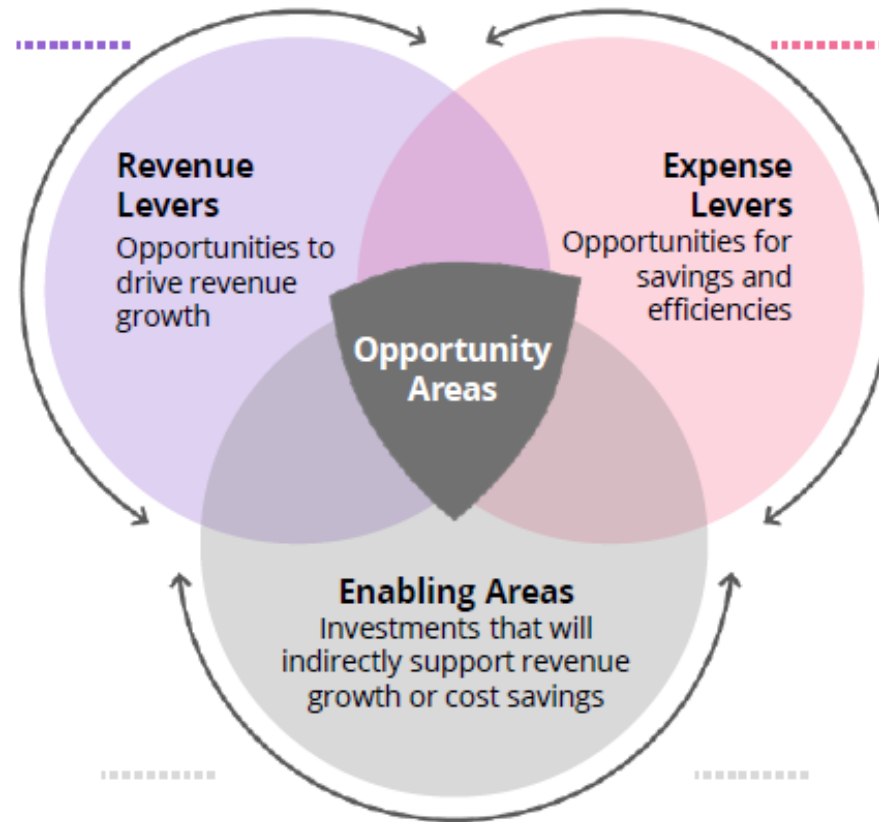 Revenue
Levers
Opportunities to
drive revenue
growth
Expense
Levers
Opportunities for
savings and
efficiencies
Opportunity
Areas
Enabling Areas
Investments that will
indirectly support revenue
growth or cost savings